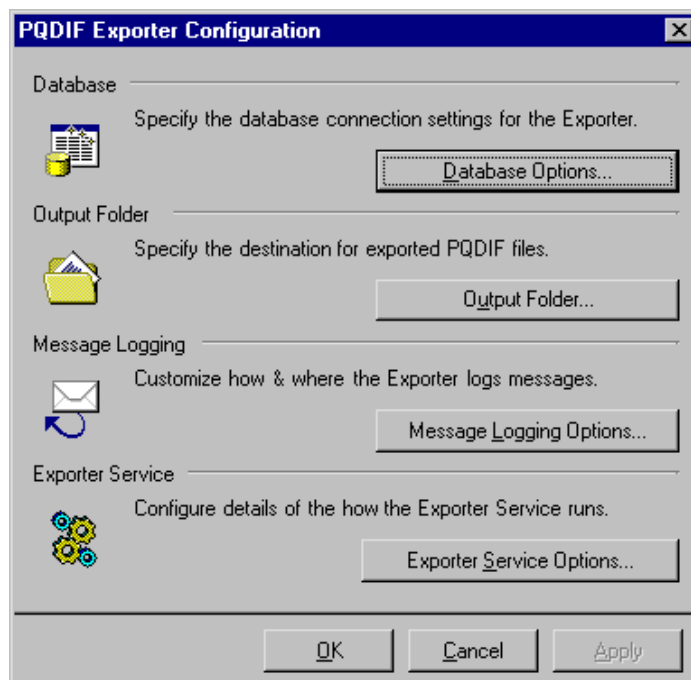 PQDIF Exporter Configuration
Database
Specify the database connection settings for the Exporter.
Database Options...
Output Folder
Specify the destination for exported PQDIF files.
Output Folder...
Message Logging
Customize how & where the Exporter logs messages.
Message Logging Options...
Exporter Service
Configure details of the how the Exporter Service runs.
Exporter Service Options...
OK Cancel Apply